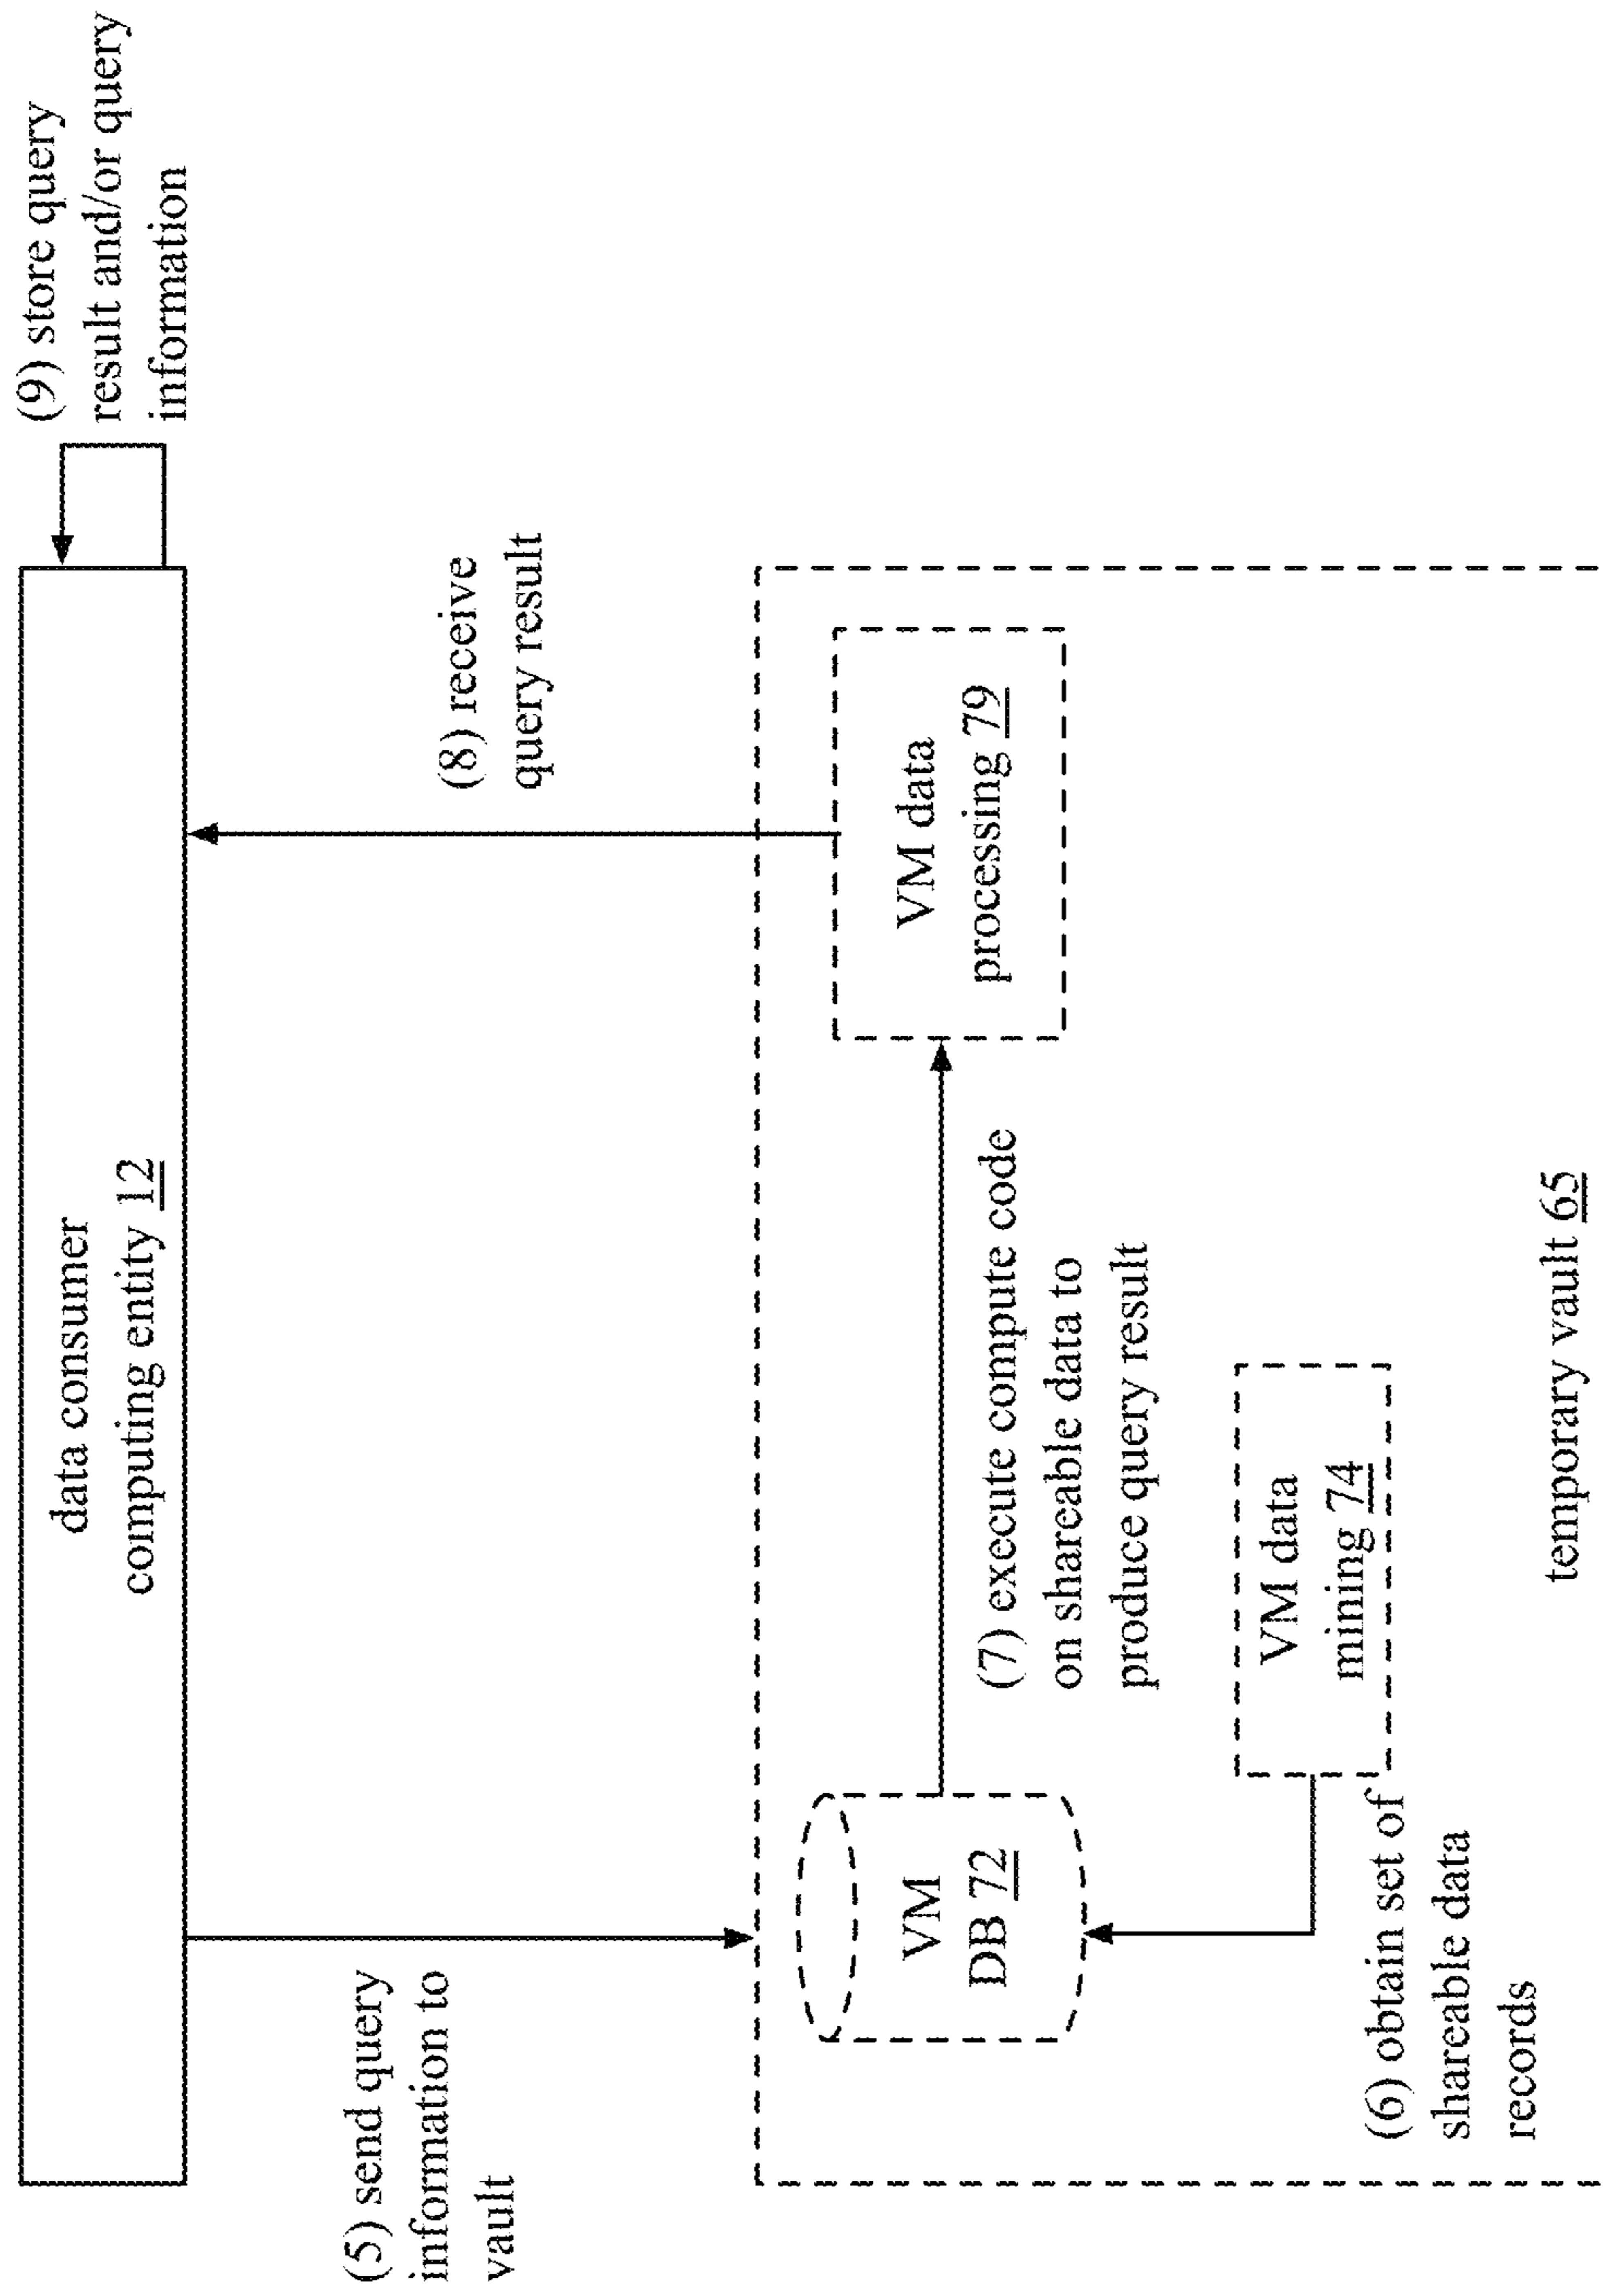 data consumer
computing entity 12
(9) store query
result and/or query
information
(5) send query
information to
vault
(8) receive
query result
VM
DB 72
(7) execute compute code
on shareable data to
produce query result
VM data
processing 79
VM data
mining 74
(6) obtain set of
shareable data
records
temporary vault 65